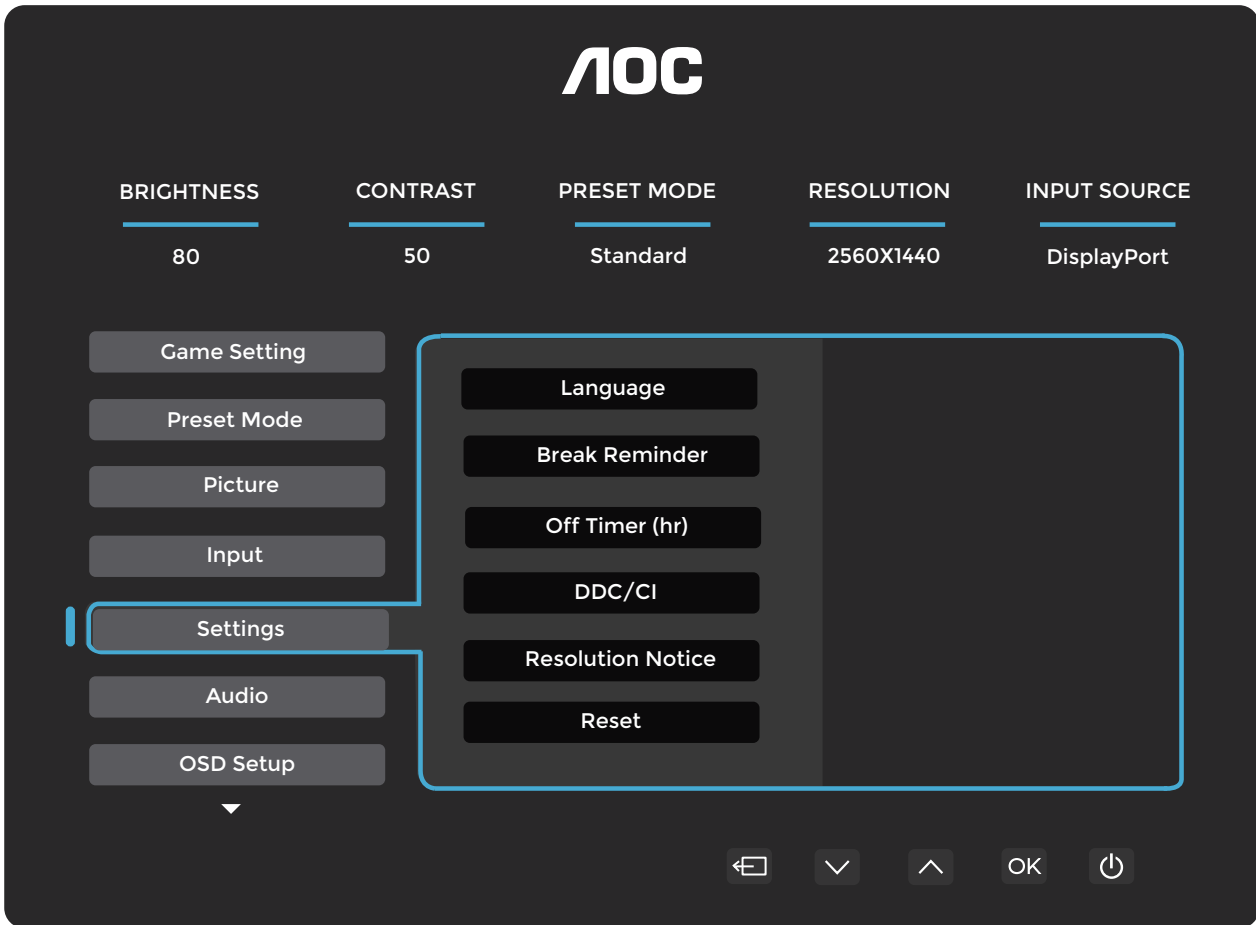 AOC
BRIGHTNESS CONTRAST PRESET MODE RESOLUTION INPUT SOURCE
80 50 Standard 2560X1440 DisplayPort
Game Setting
Preset Mode
Picture
Input
Settings
Audio
OSD Setup
Language
Break Reminder
Off Timer (hr)
DDC/CI
Resolution Notice
Reset
OK